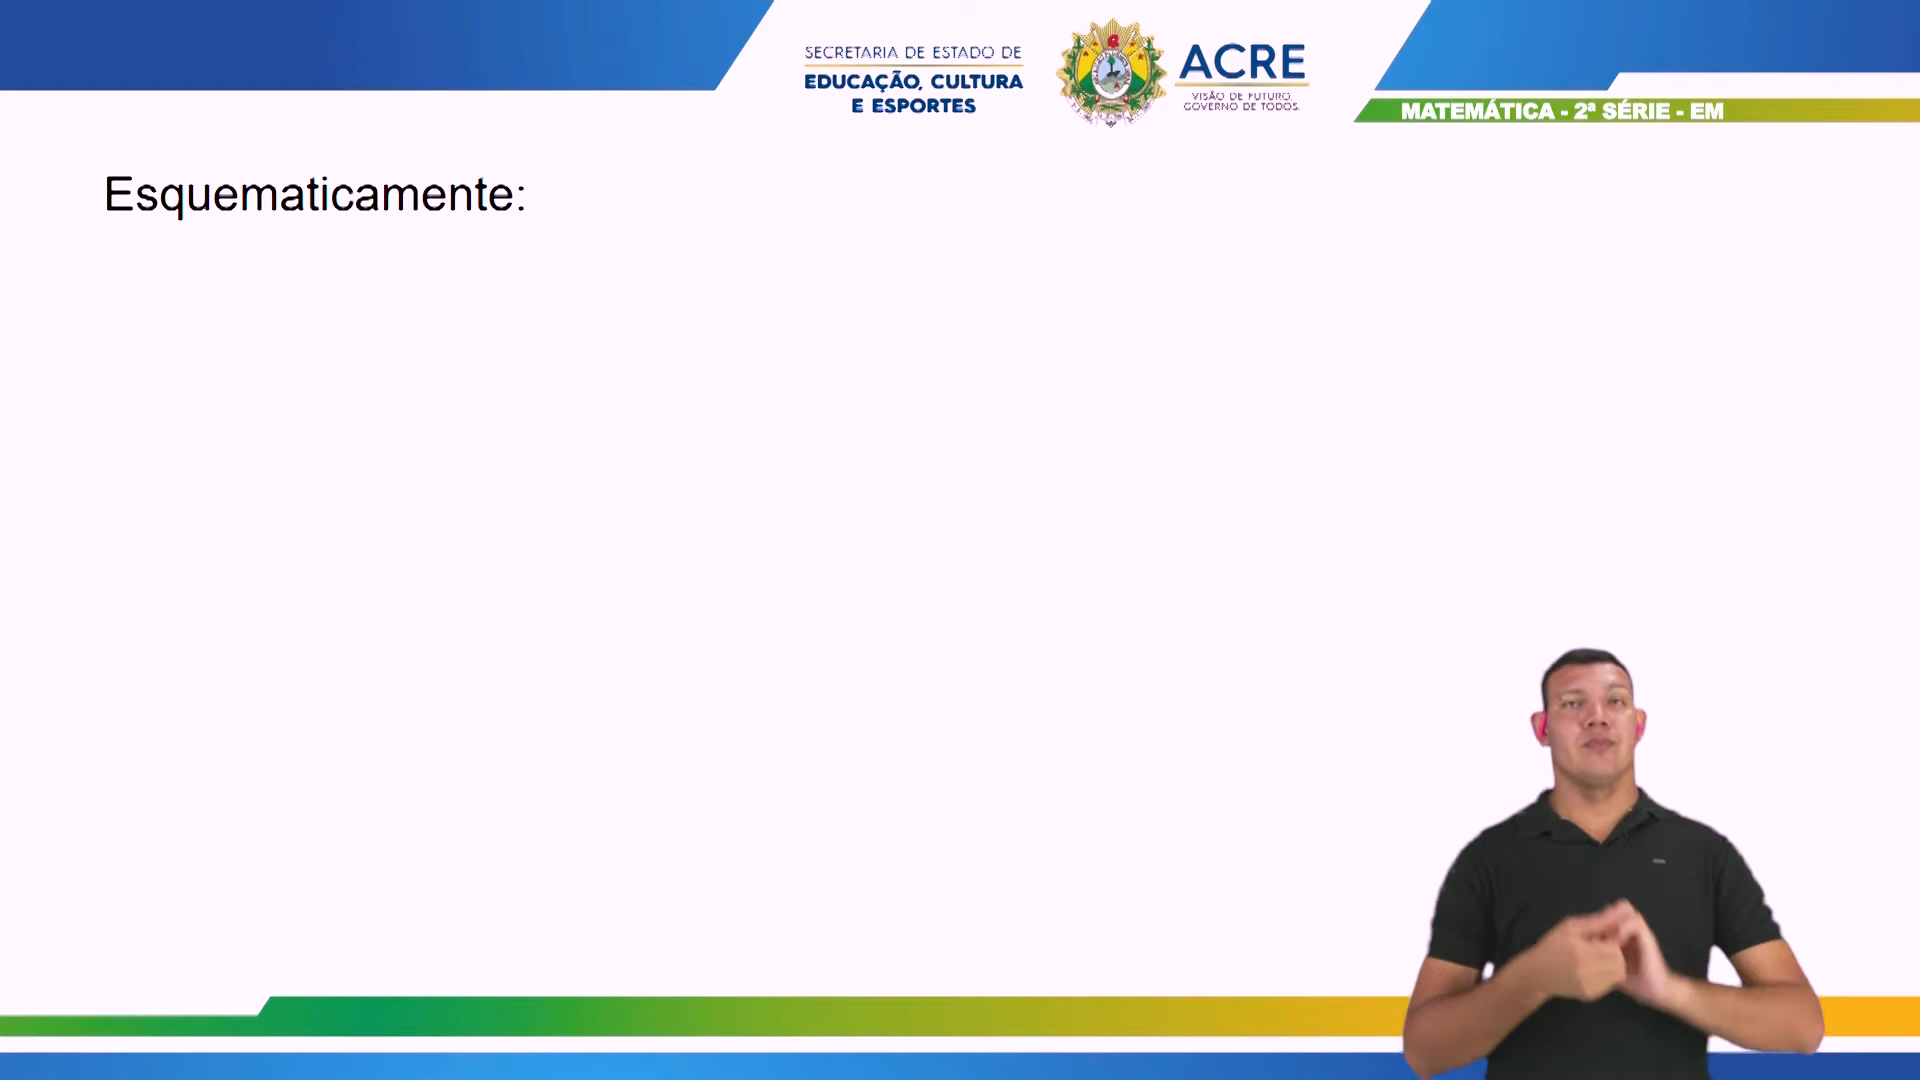 SECRETARIA DE ESTADO DE
EDUCAÇÃO, CULTURA
E ESPORTES
ACRE
VISÃO DE FUTURO.
GOVERNO DE TODOS.
MATEMÁTICA - 2ª SÉRIE - EM
Esquematicamente: